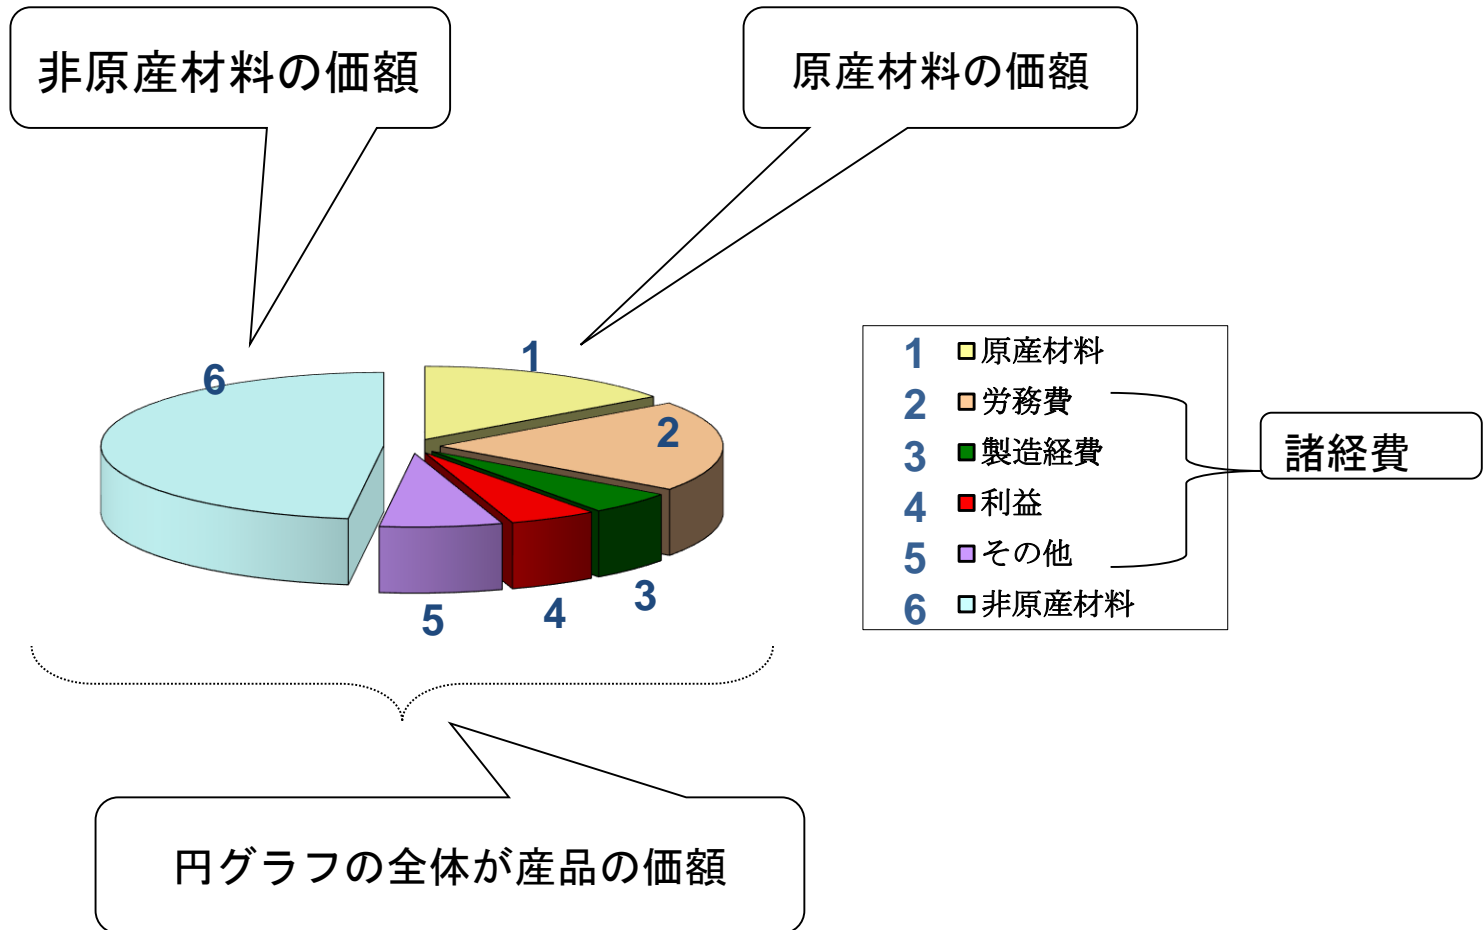 非原産材料の価額
原産材料の価額
6
1
2
3
4
5
1 原産材料
2 労務費
3 製造経費
4 利益
5 その他
6 非原産材料
諸経費
円グラフの全体が産品の価額